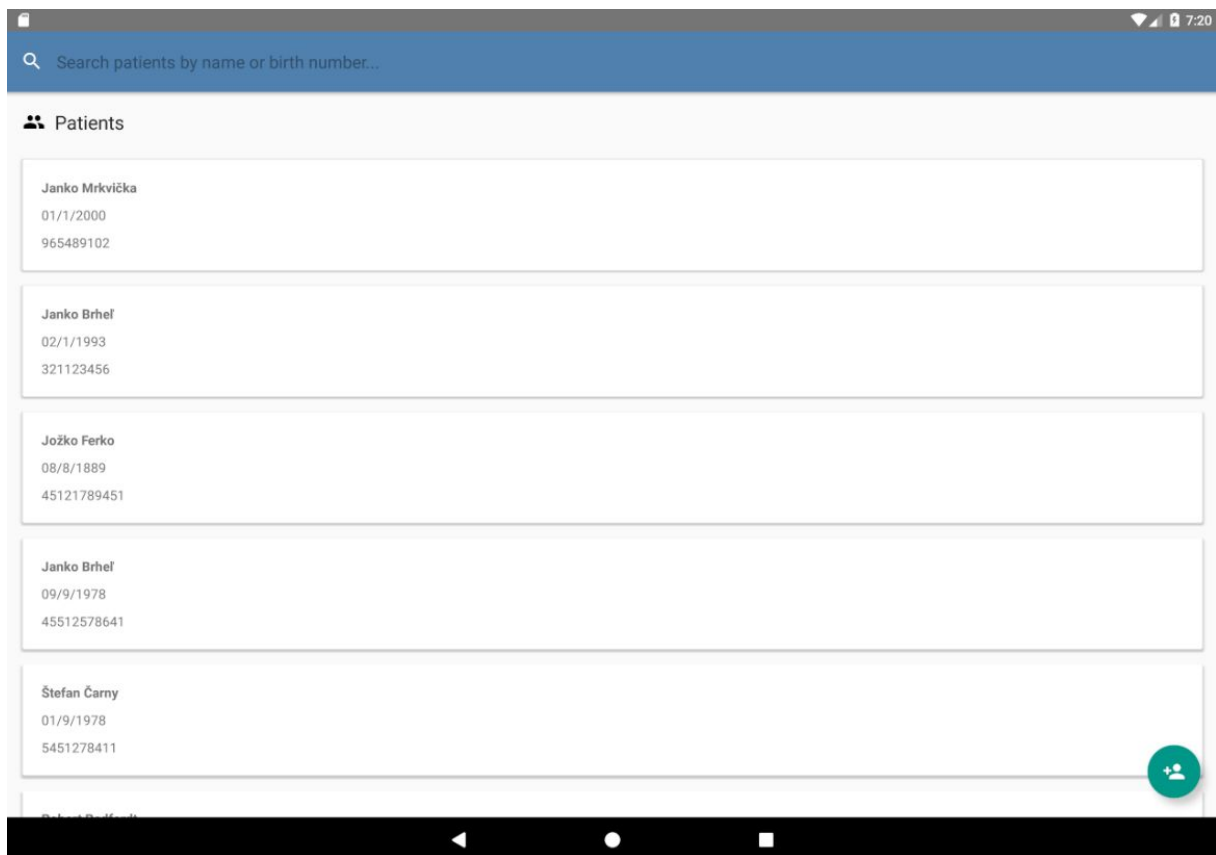 7:20
Search patients by name or birth number...
Patients
Janko Mrkvička
01/1/2000
965489102
Janko Brheľ
02/1/1993
321123456
Jožko Ferko
08/8/1889
45121789451
Janko Brheľ
09/9/1978
45512578641
Štefan Čarny
01/9/1978
5451278411